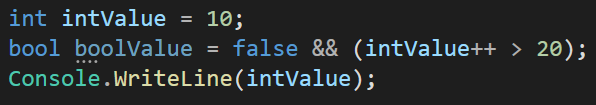 int intValue = 10;
bool boolValue = false && (intValue++ > 20);
Console.WriteLine(intValue);